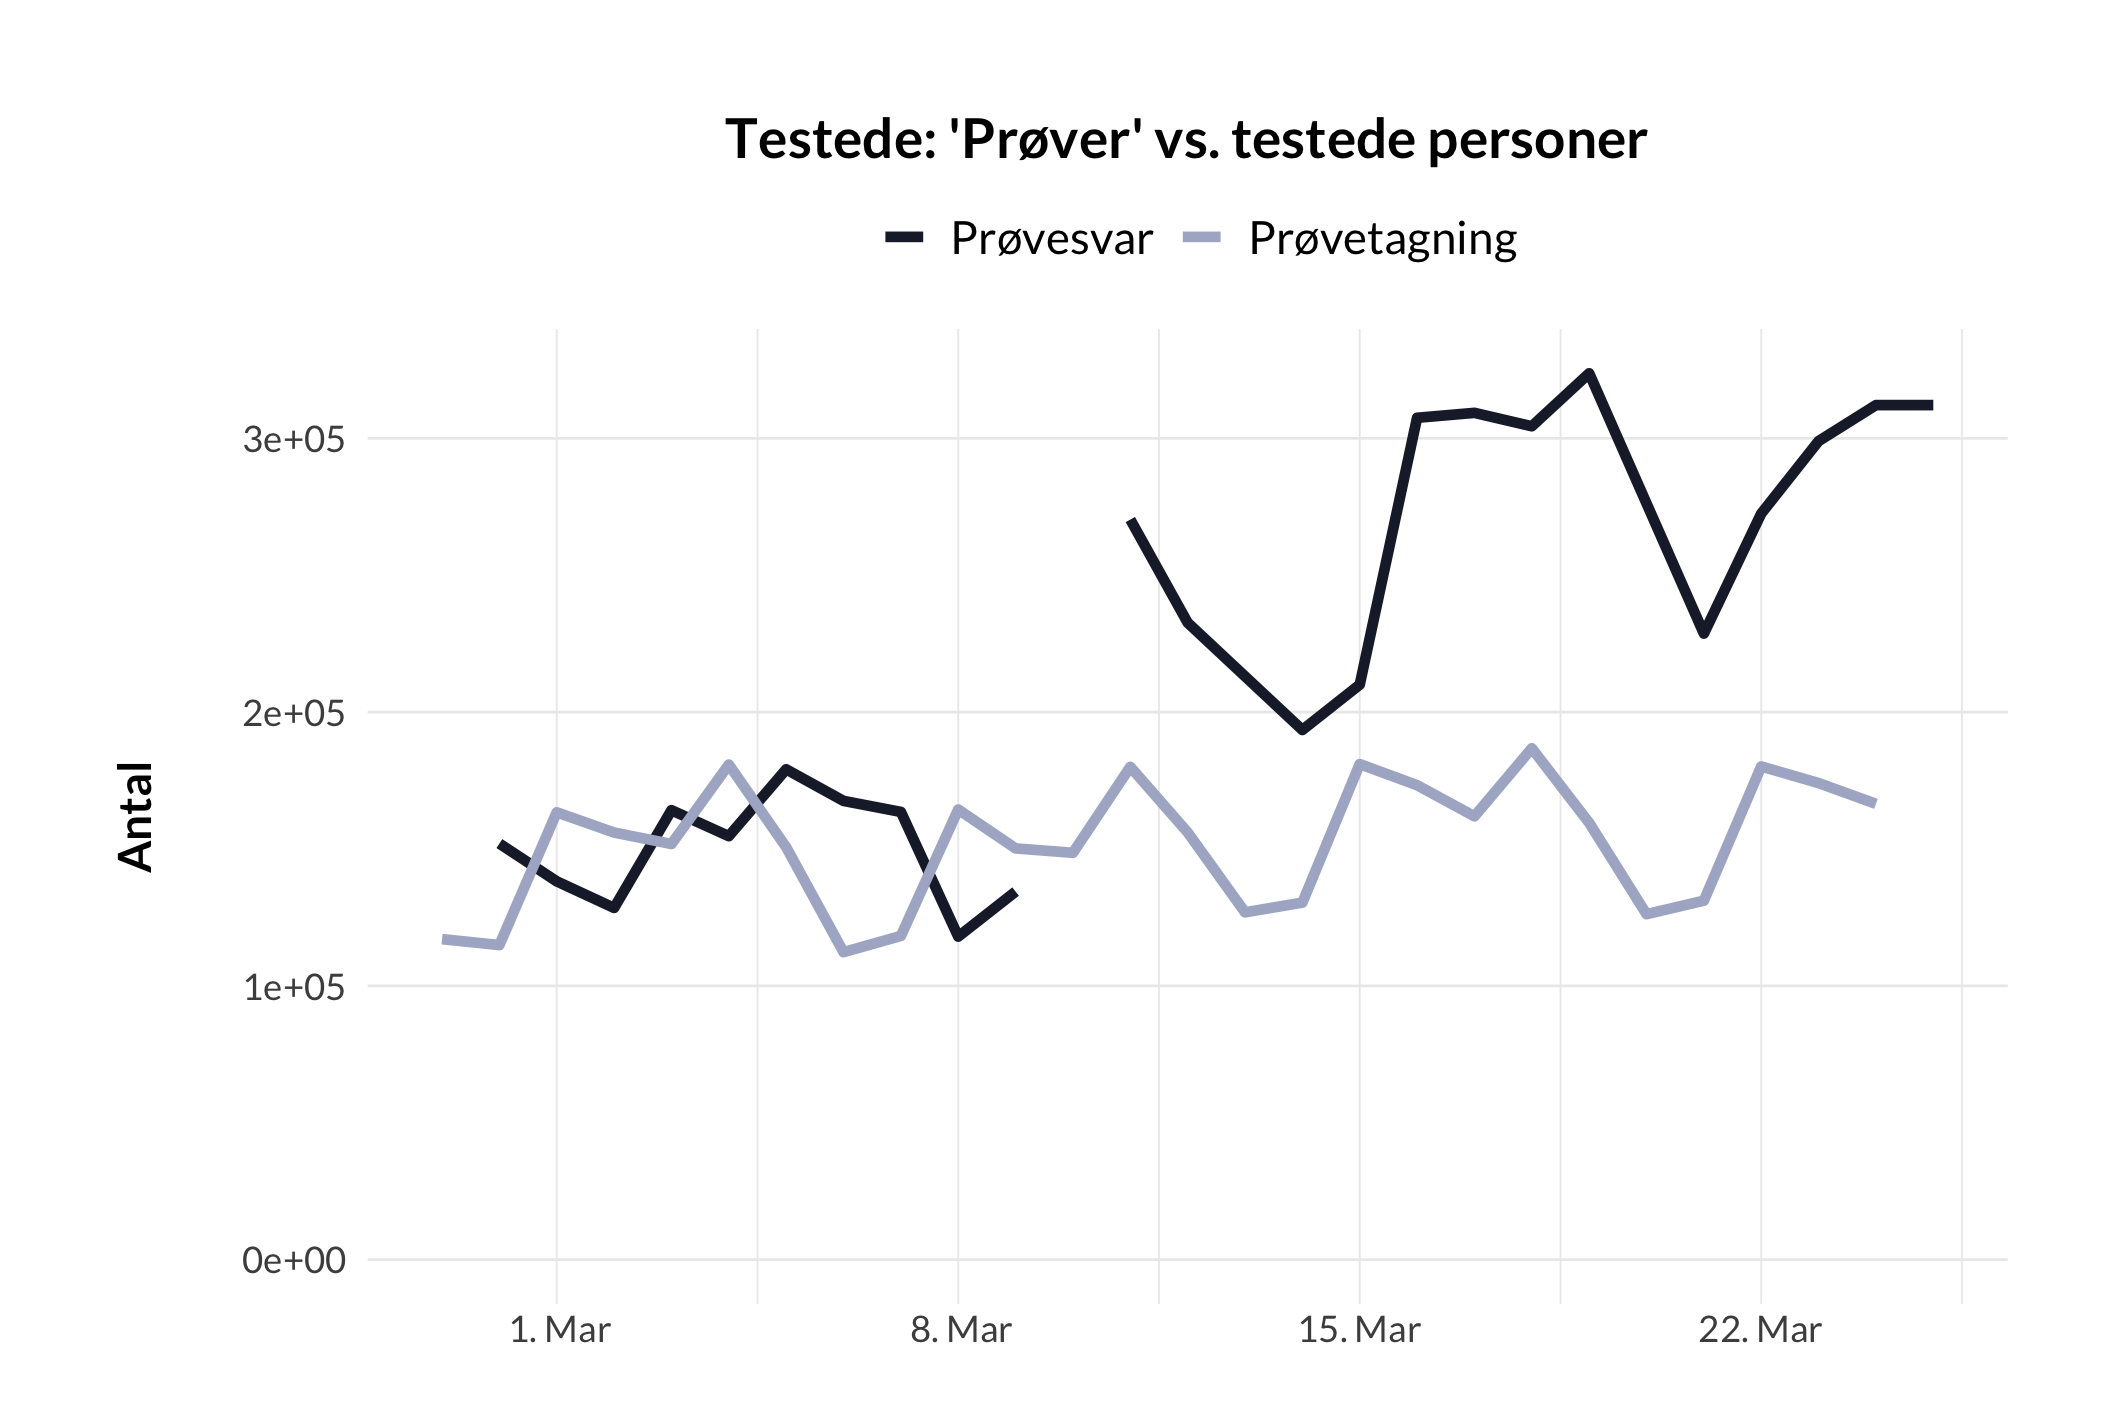 Testede: 'Prøver' vs. testede personer
Prøvesvar Prøvetagning
Antal
3e+05
2e+05
1e+05
0e+00
1. Mar 8. Mar 15. Mar 22. Mar